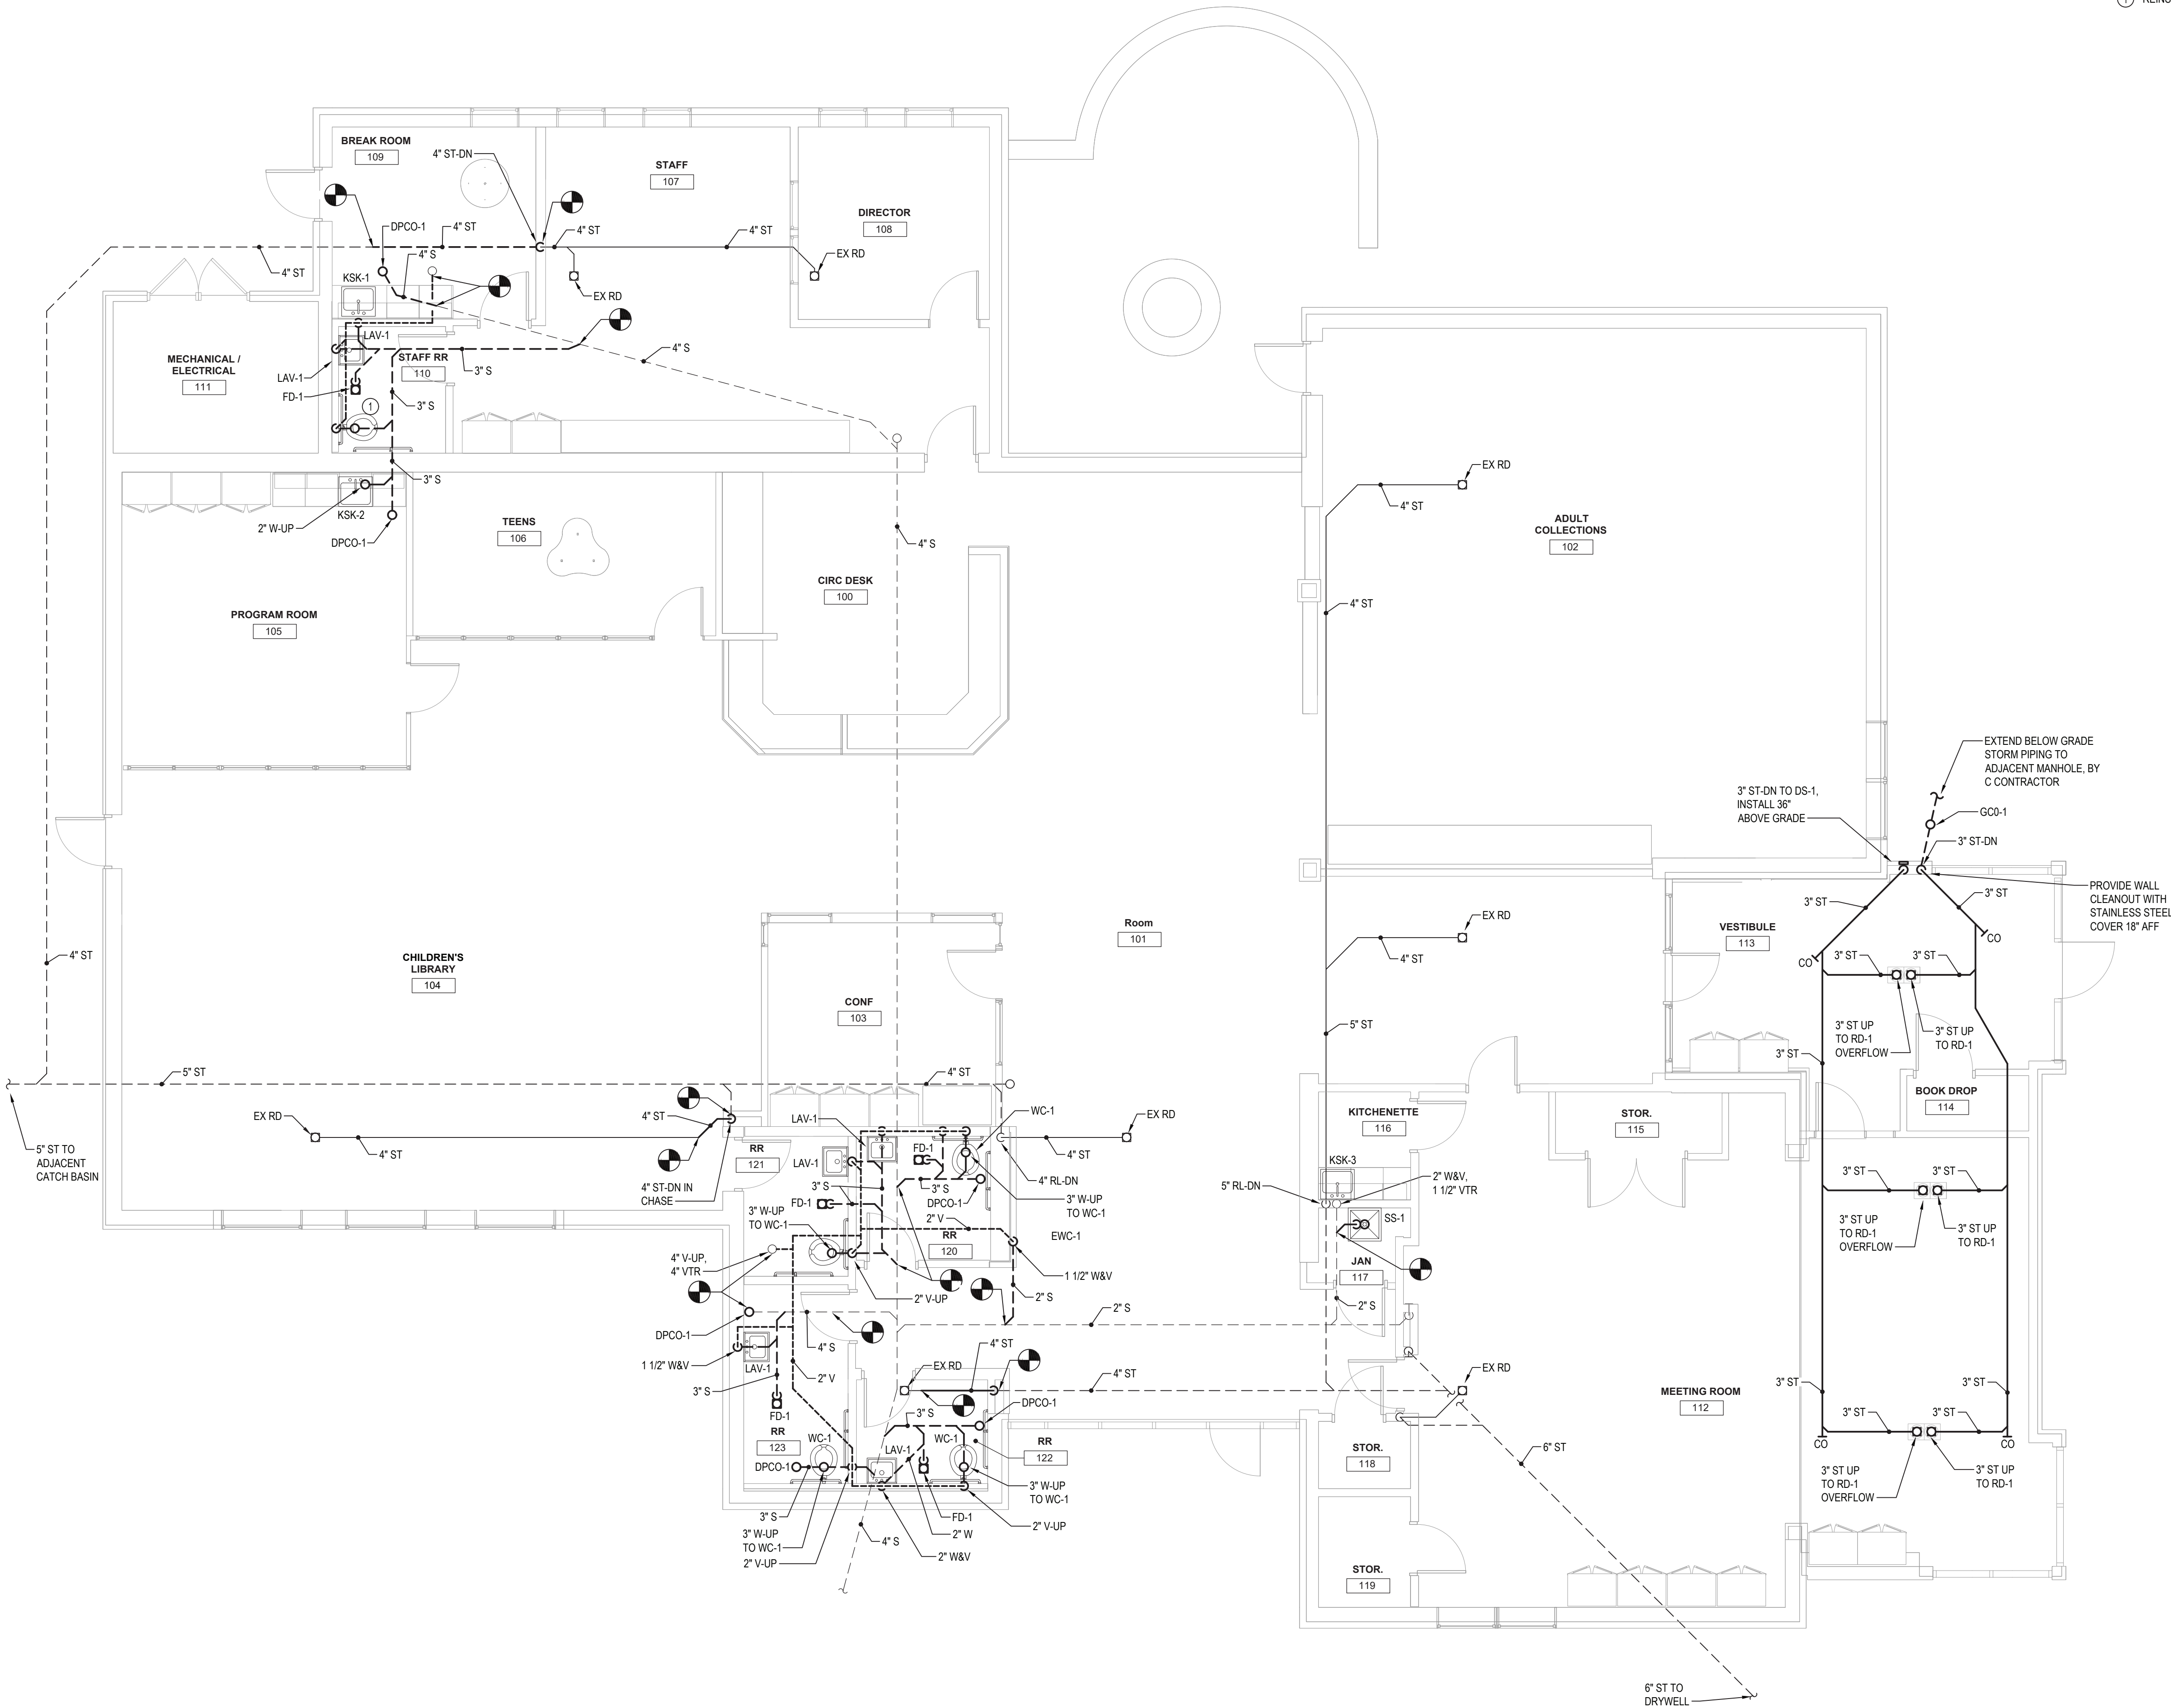 1
BREAK ROOM
109
4" ST-DN
STAFF
107
DIRECTOR
108
DPCO-1
4" ST
4" ST
4" ST
4" ST
4" S
EX RD
KSK-1
EX RD
LAV-1
MECHANICAL /
ELECTRICAL
111
STAFF RR
110
4" S
3" S
LAV-1
FD-1
1
3" S
3" S
KSK-2
2" W-UP
DPCO-1
TEENS
106
4" S
CIRC DESK
100
PROGRAM ROOM
105
EX RD
4" ST
ADULT
COLLECTIONS
102
4" ST
EXTEND BELOW GRADE
STORM PIPING TO
ADJACENT MANHOLE, BY
C CONTRACTOR
3" ST-DN TO DS-1,
INSTALL 36"
ABOVE GRADE
GC0-1
3" ST-DN
PROVIDE WALL
CLEANOUT WITH
STAINLESS STEEL
COVER 18" AFF
3" ST
3" ST
EX RD
Room
101
VESTIBULE
113
CO
CO
4" ST
CHILDREN'S
LIBRARY
104
4" ST
3" ST
3" ST
CONF
103
5" ST
3" ST UP
TO RD-1
OVERFLOW
3" ST UP
TO RD-1
3" ST
5" ST
4" ST
BOOK DROP
114
EX RD
4" ST
4" ST
LAV-1
WC-1
EX RD
KITCHENETTE
116
STOR.
115
5" ST TO
ADJACENT
CATCH BASIN
RR
121
LAV-1
FD-1
4" ST
KSK-3
4" ST-DN IN
CHASE
3" S
3" S
DPCO-1
4" RL-DN
5" RL-DN
2" W&V,
1 1/2" VTR
3" ST
3" ST
FD-1
3" W-UP
TO WC-1
3" W-UP
TO WC-1
2" V
SS-1
RR
120
EWC-1
3" ST UP
TO RD-1
OVERFLOW
3" ST UP
TO RD-1
4" V-UP,
4" VTR
1 1/2" W&V
JAN
117
2" V-UP
2" S
2" S
2" S
DPCO-1
4" S
1 1/2" W&V
LAV-1
2" V
3" S
4" ST
EX RD
4" ST
EX RD
3" ST
3" ST
MEETING ROOM
112
FD-1
RR
123
WC-1
3" S
DPCO-1
LAV-1
WC-1
RR
122
3" ST
3" ST
CO
CO
DPCO-1
6" ST
STOR.
118
3" W-UP
TO WC-1
3" ST UP
TO RD-1
OVERFLOW
3" ST UP
TO RD-1
3" S
FD-1
3" W-UP
TO WC-1
2" V-UP
2" W
2" V-UP
4" S
2" W&V
STOR.
119
6" ST TO
DRYWELL